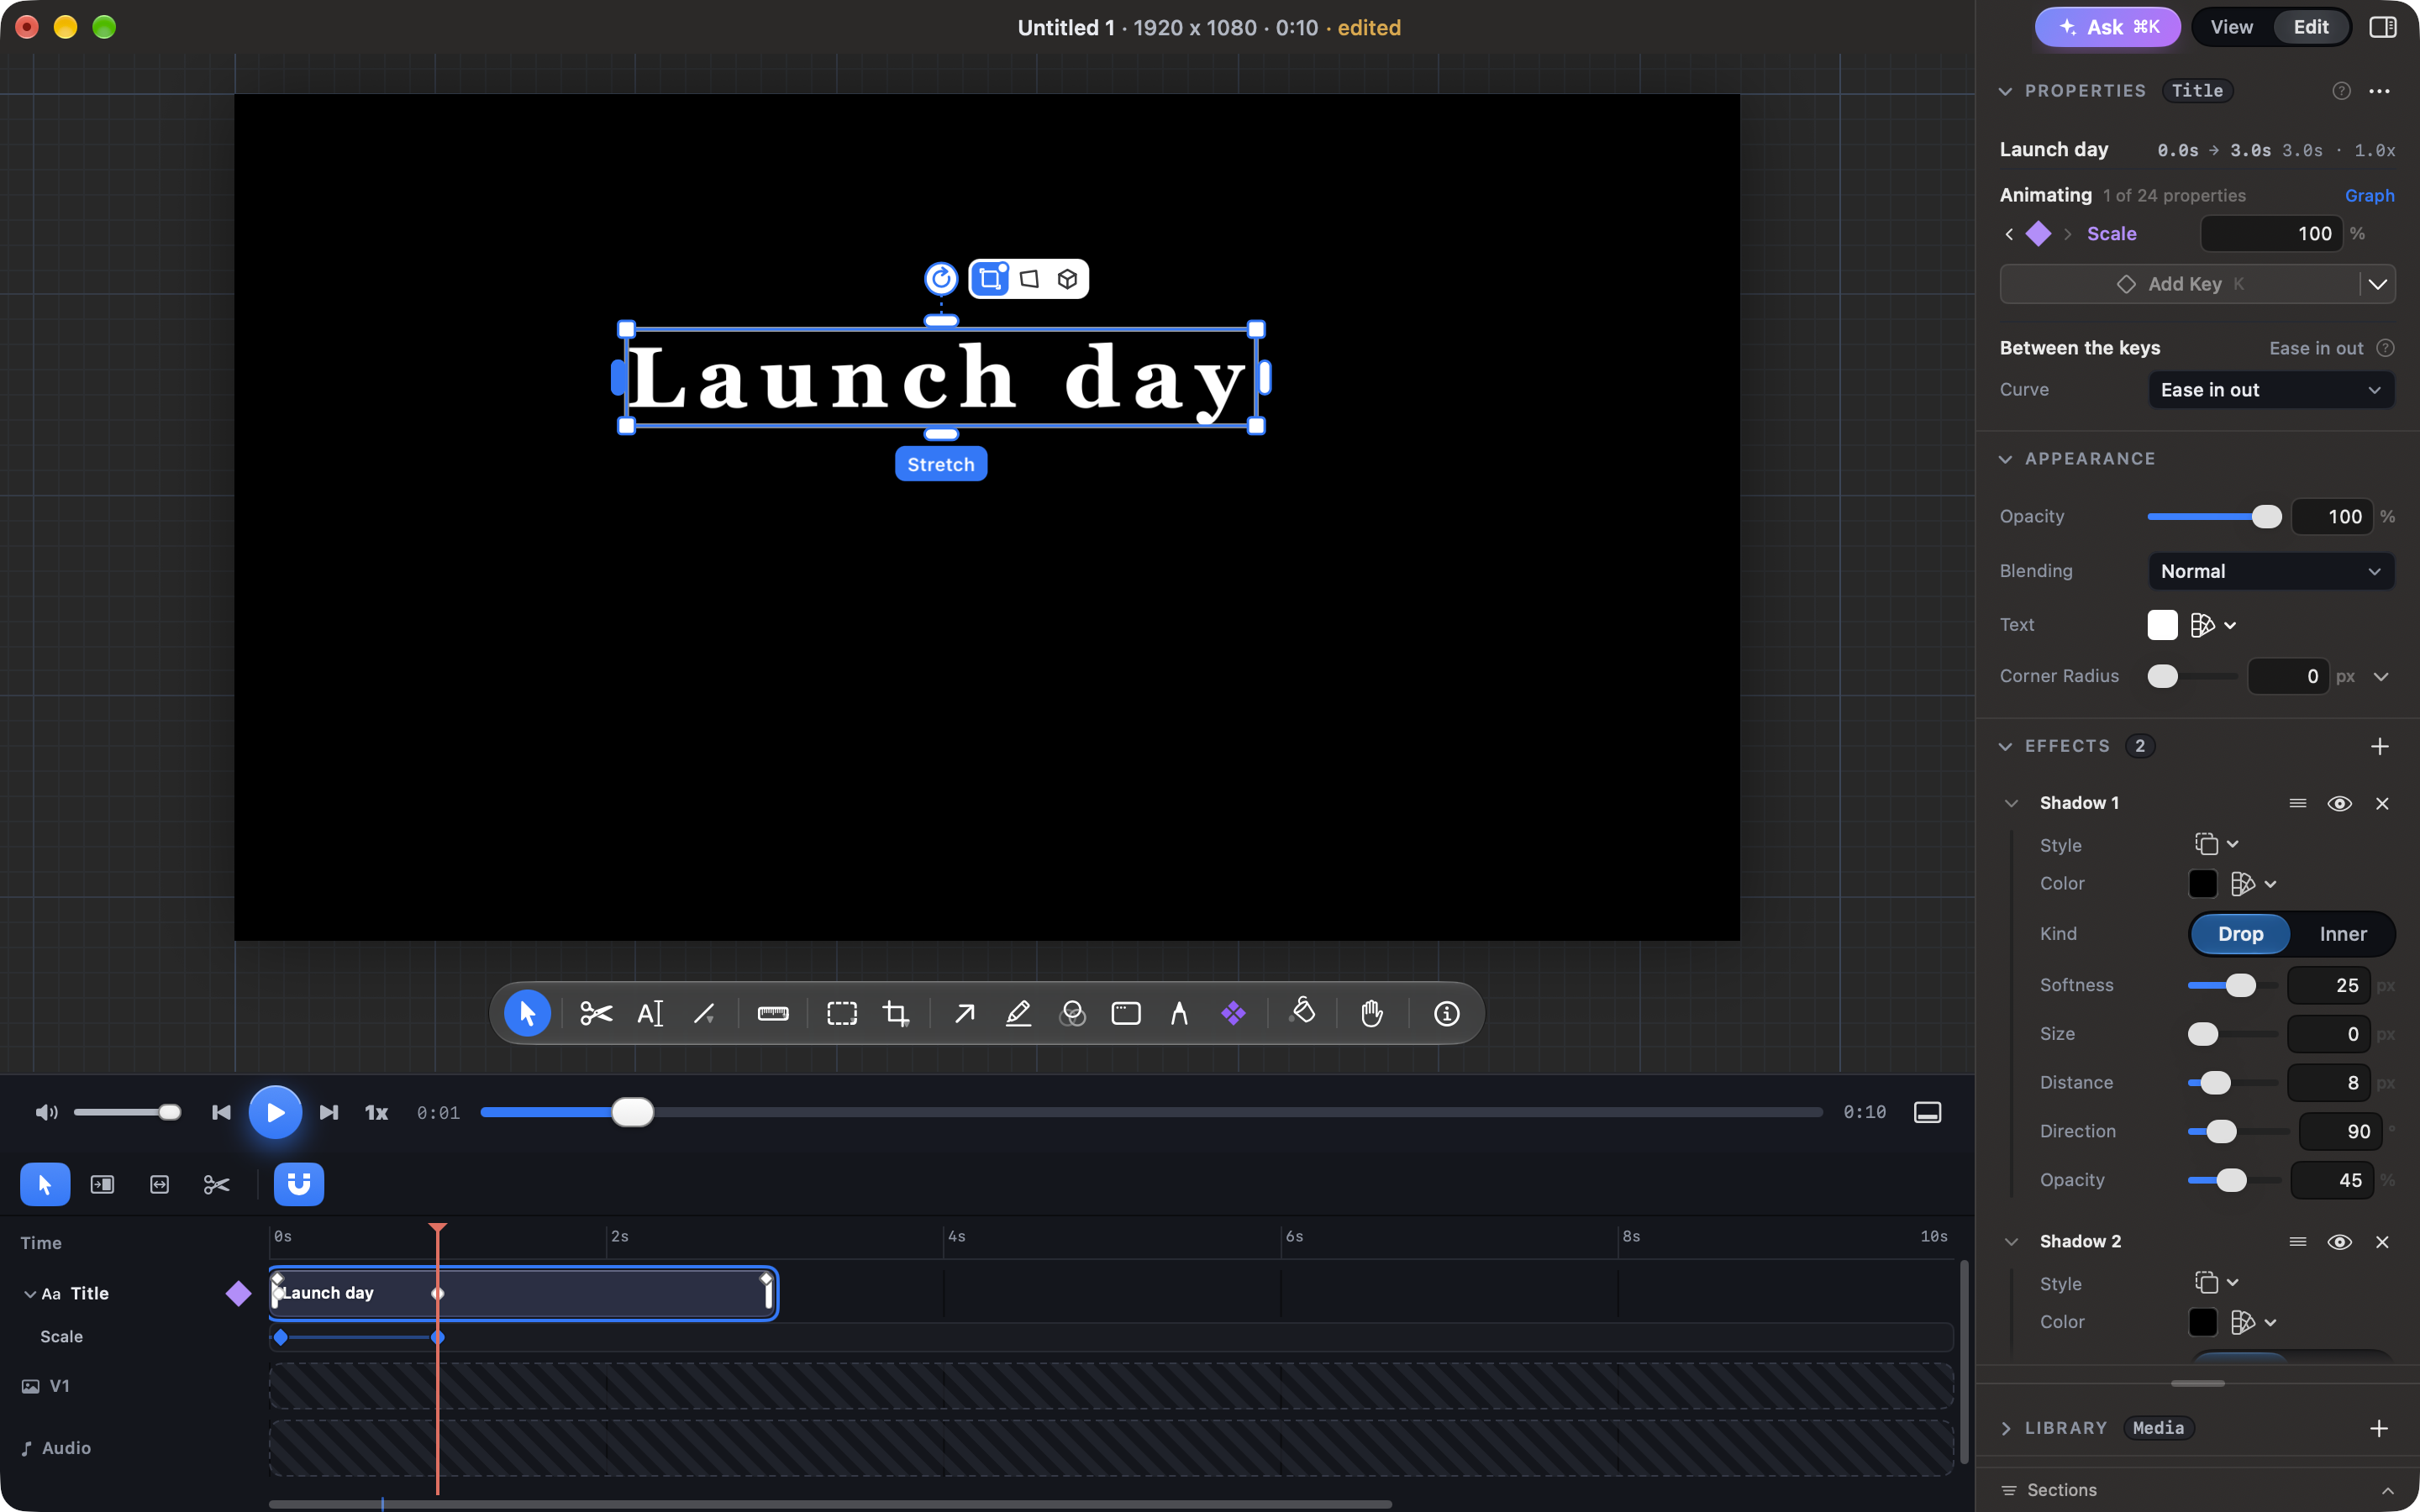 Untitled 1 · 1920 x 1080 · 0:10 · edited
Ask ⌘K
View
Edit
PROPERTIES Title
Launch day 0.0s → 3.0s 3.0s · 1.0x
Animating 1 of 24 properties Graph
Scale 100 %
Add Key K
Between the keys Ease in out
Curve Ease in out
APPEARANCE
Opacity 100 %
Blending Normal
Text
Corner Radius 0 px
EFFECTS 2
Shadow 1
Style
Color
Kind Drop Inner
Softness 25 px
Size 0 px
Distance 8 px
Direction 90 °
Opacity 45 %
Shadow 2
Style
Color
LIBRARY Media
Sections
Launch day
Stretch
1x 0:01 0:10
Time 0s 2s 4s 6s 8s 10s
Aa Title Launch day
Scale
V1
Audio